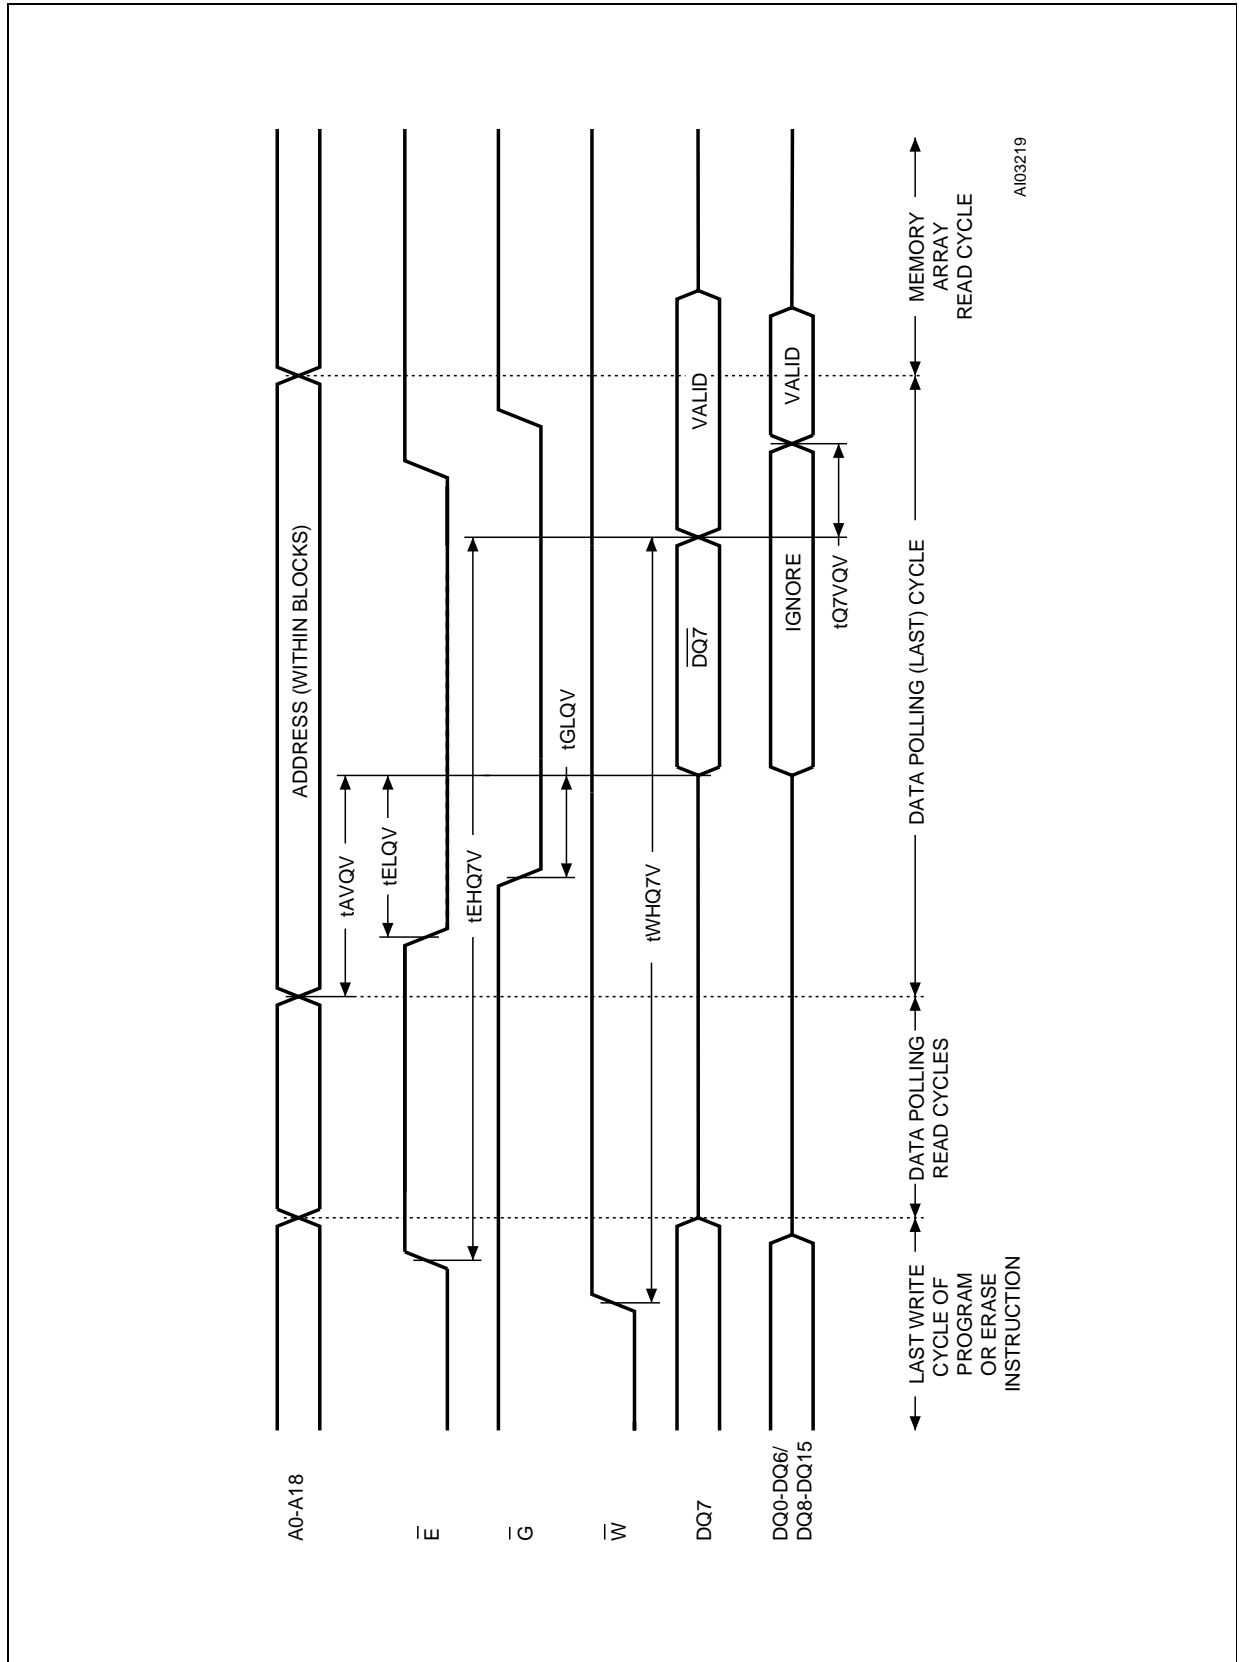 A0-A18
E
G
W
DQ7
DQ0-DQ6/
DQ8-DQ15
ADDRESS (WITHIN BLOCKS)
tAVQV
tELQV
tEHQ7V
tGLQV
tWHQ7V
DQ7
VALID
IGNORE
VALID
tQ7VQV
LAST WRITE
CYCLE OF
PROGRAM
OR ERASE
INSTRUCTION
DATA POLLING
READ CYCLES
DATA POLLING (LAST) CYCLE
MEMORY
ARRAY
READ CYCLE
AI03219